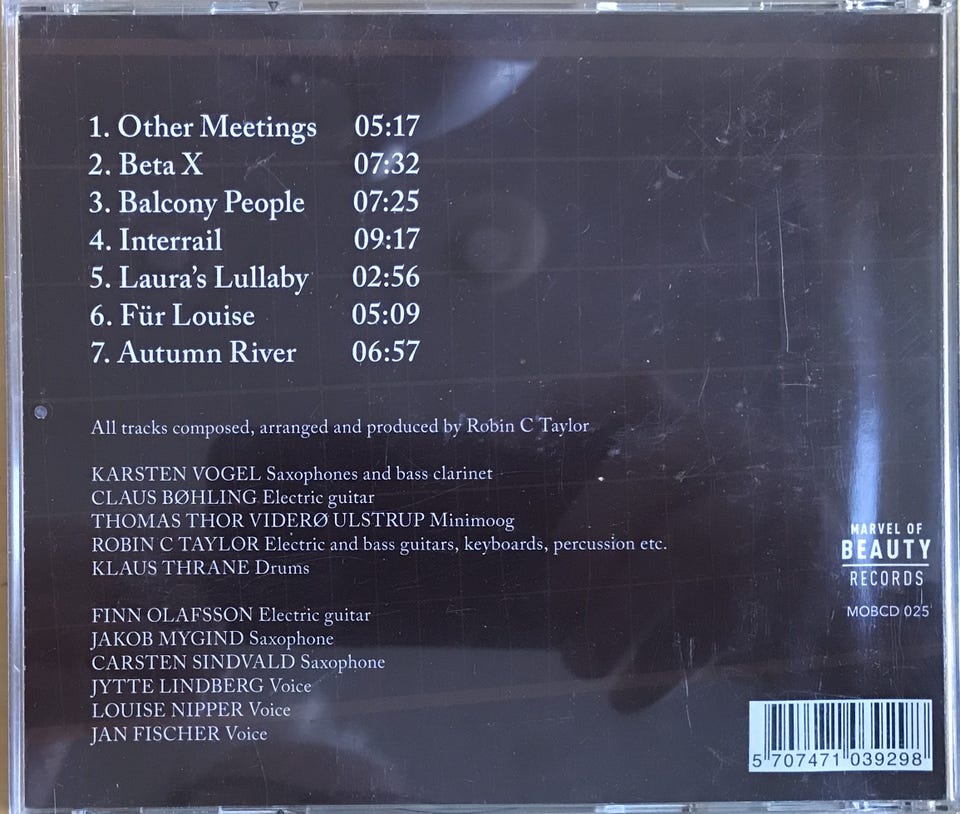 1. Other Meetings 05:17
2. Beta X 07:32
3. Balcony People 07:25
4. Interrail 09:17
5. Laura's Lullaby 02:56
6. Für Louise 05:09
7. Autumn River 06:57
All tracks composed, arranged and produced by Robin C Taylor
KARSTEN VOGEL Saxophones and bass clarinet
CLAUS BØHLING Electric guitar
THOMAS THOR VIDERØ ULSTRUP Minimoog
ROBIN C TAYLOR Electric and bass guitars, keyboards, percussion etc.
KLAUS THRANE Drums
FINN OLAFSSON Electric guitar
JAKOB MYGIND Saxophone
CARSTEN SINDVALD Saxophone
JYTTE LINDBERG Voice
LOUISE NIPPER Voice
JAN FISCHER Voice
MARVEL OF
BEAUTY
RECORDS
MOBCD 025
5 707471 039298